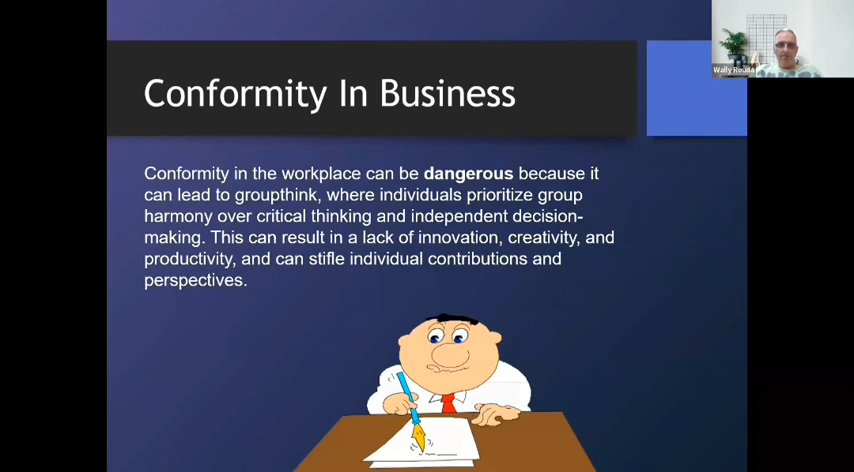 Conformity In Business
Wally Rouda
Conformity in the workplace can be dangerous because it
can lead to groupthink, where individuals prioritize group
harmony over critical thinking and independent decision-
making. This can result in a lack of innovation, creativity, and
productivity, and can stifle individual contributions and
perspectives.